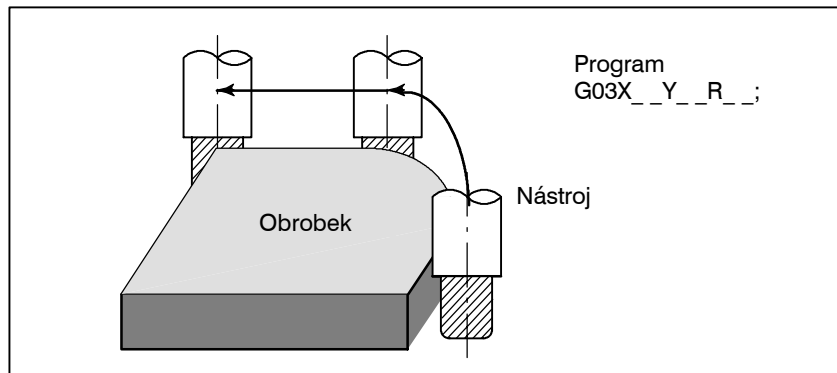 Program
G03X_ _Y_ _R_ _;
Nástroj
Obrobek